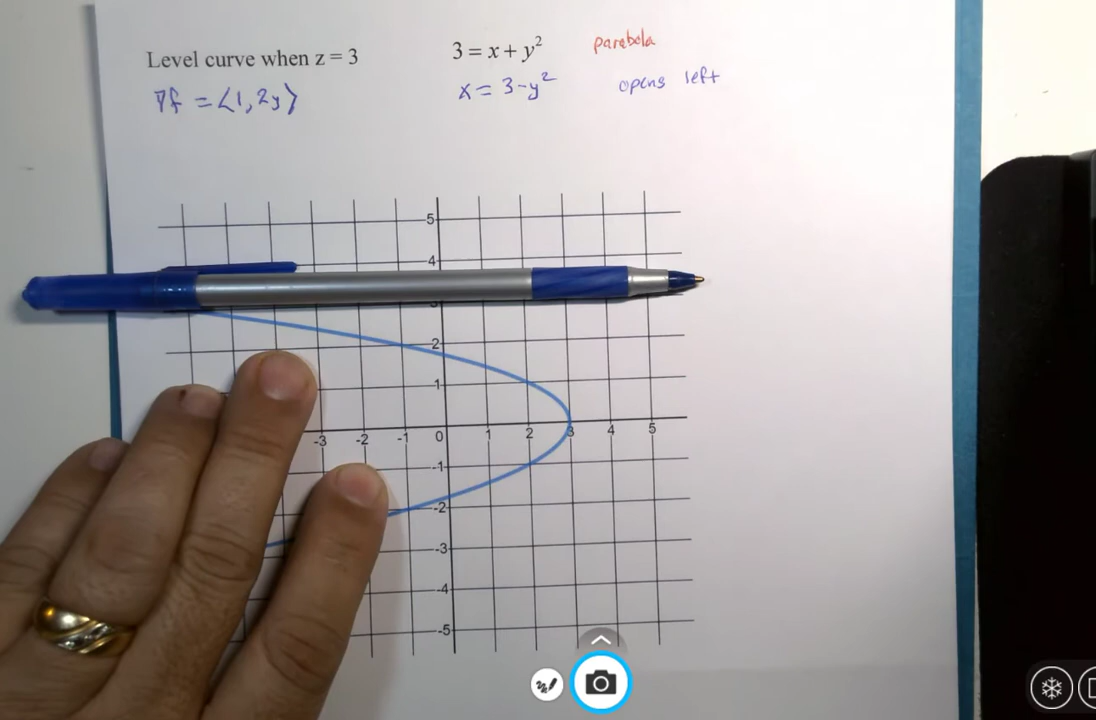 Level curve when z = 3
3 = x + y²
parabola
∇f = ⟨1, 2y⟩
x = 3 - y²
opens left
5
4
3
2
1
-3 -2 -1 0 1 2 3 4 5
-1
-2
-3
-4
-5